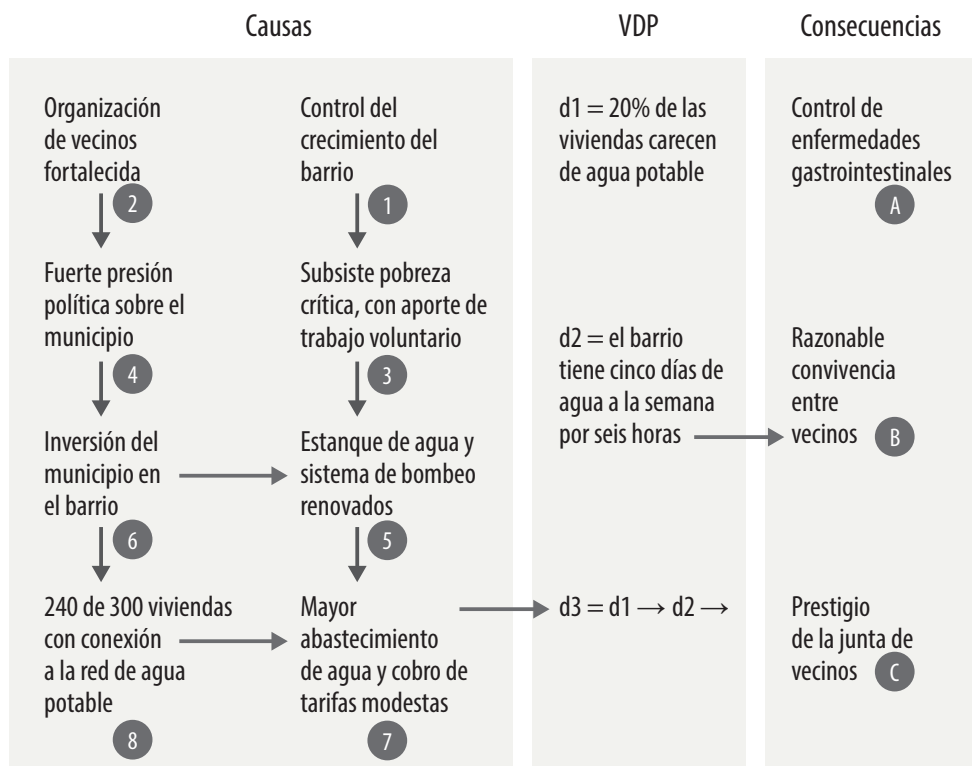 Causas
VDP
Consecuencias
Organización
de vecinos
fortalecida
2
Control del
crecimiento del
barrio
1
d1 = 20% de las
viviendas carecen
de agua potable
Control de
enfermedades
gastrointestinales
A
Fuerte presión
política sobre el
municipio
4
Subsiste pobreza
crítica, con aporte de
trabajo voluntario
3
d2 = el barrio
tiene cinco días de
agua a la semana
por seis horas
Razonable
convivencia
entre
vecinos B
Inversión del
municipio en
el barrio
6
Estanque de agua y
sistema de bombeo
renovados
5
240 de 300 viviendas
con conexión
a la red de agua
potable
8
Mayor
abastecimiento
de agua y cobro de
tarifas modestas
7
d3 = d1 → d2 →
Prestigio
de la junta de
vecinos C